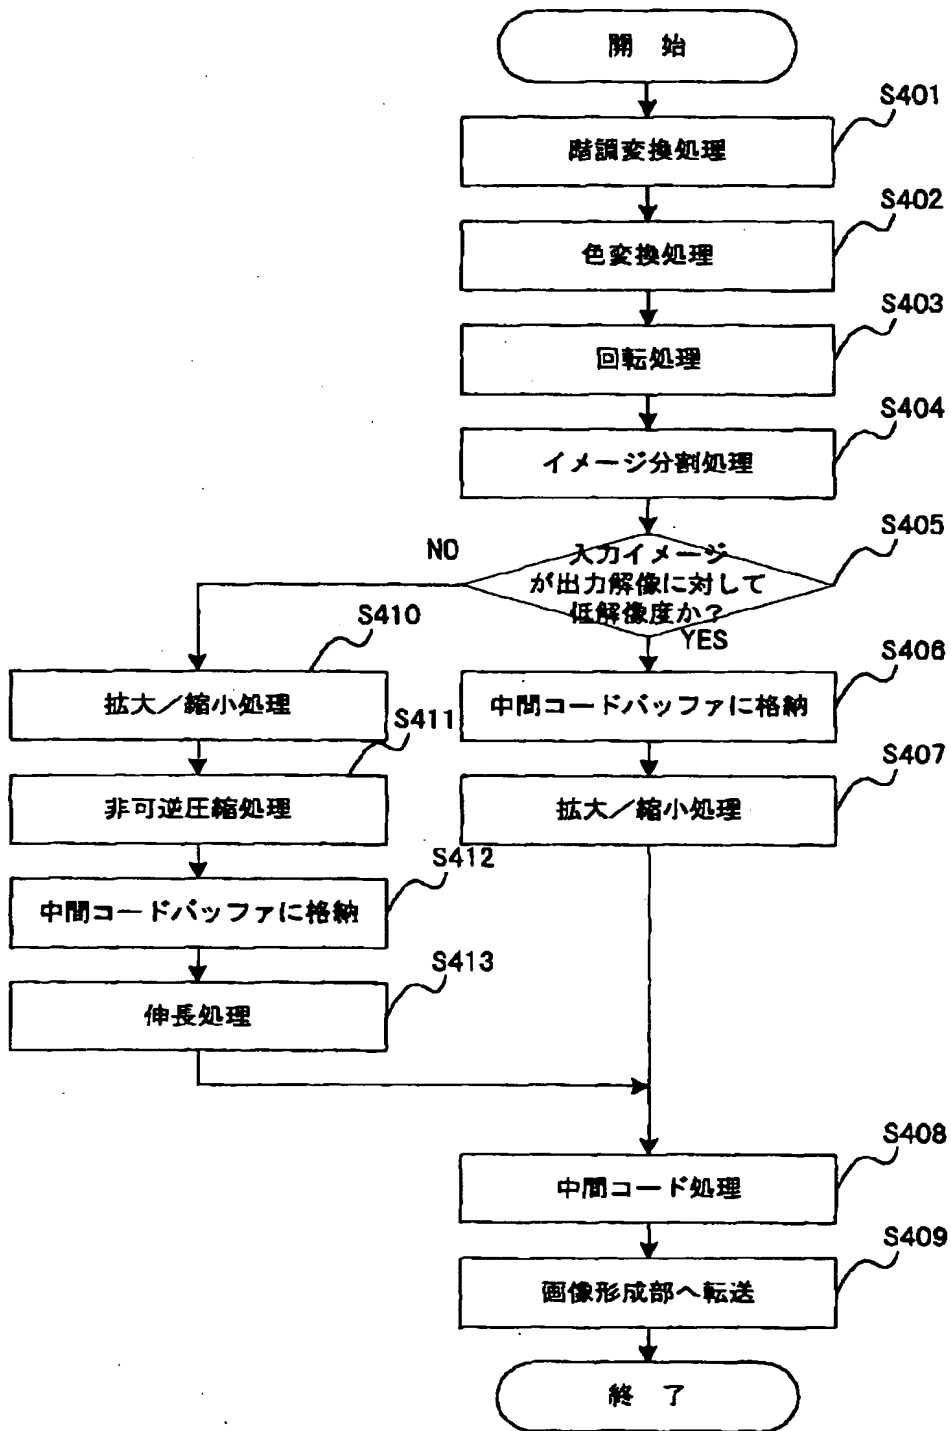 開 始
S401
階調変換処理
S402
色変換処理
S403
回転処理
S404
イメージ分割処理
S405
入力イメージ
が出力解像に対して
低解像度か?
NO
YES
S410
拡大／縮小処理
S411
非可逆圧縮処理
S412
中間コードバッファに格納
S413
伸長処理
S406
中間コードバッファに格納
S407
拡大／縮小処理
S408
中間コード処理
S409
画像形成部へ転送
終 了